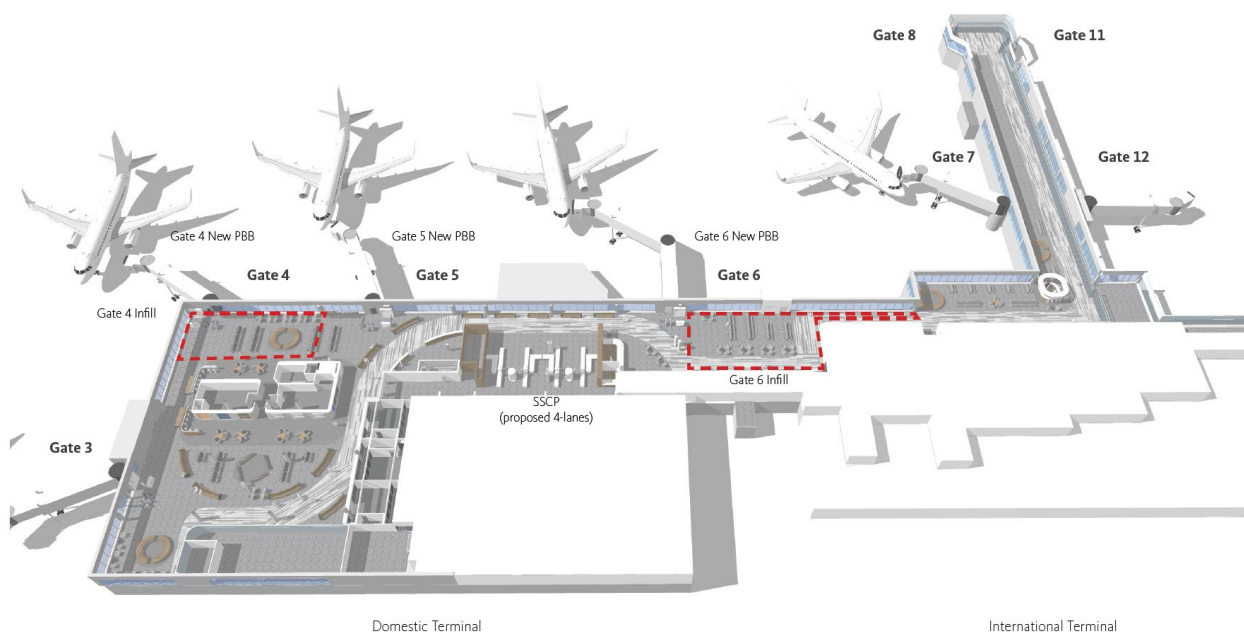 Gate 8
Gate 11
Gate 7
Gate 12
Gate 4 New PBB
Gate 5 New PBB
Gate 6 New PBB
Gate 4
Gate 5
Gate 6
Gate 4 Infill
Gate 6 Infill
SSCP
(proposed 4-lanes)
Gate 3
Domestic Terminal
International Terminal